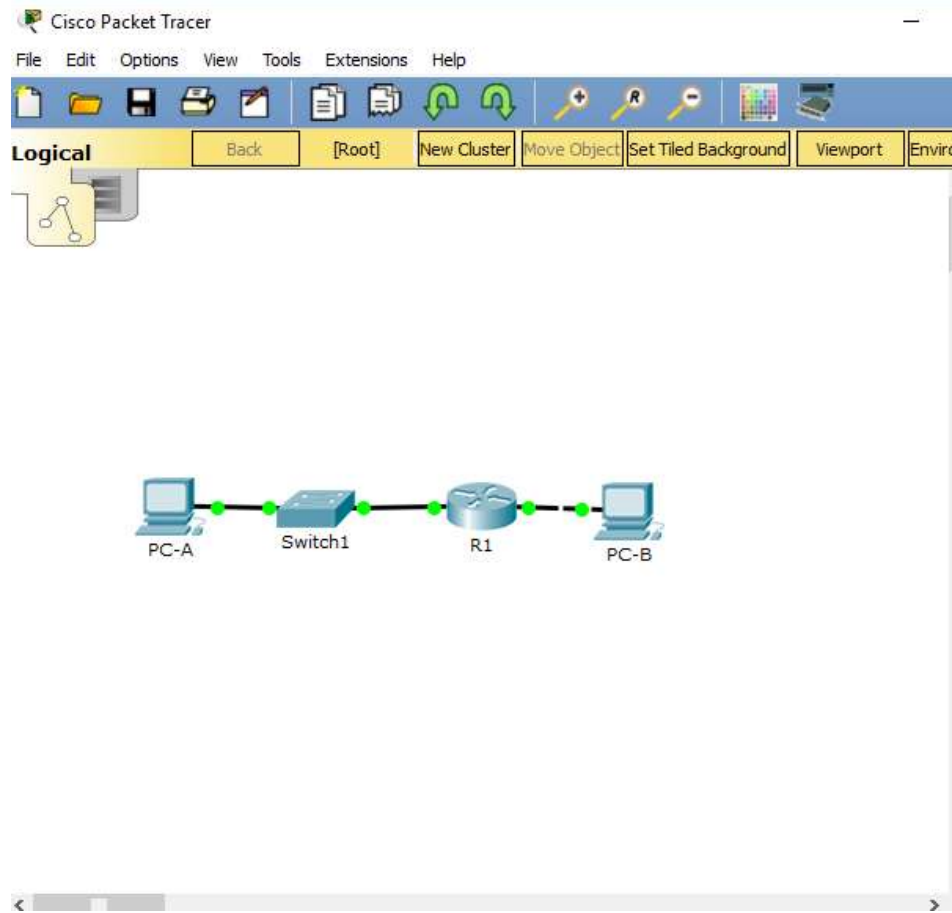 Cisco Packet Tracer
File Edit Options View Tools Extensions Help
R
Logical Back [Root] New Cluster Move Object Set Tiled Background Viewport
PC-A Switch1 R1 PC-B